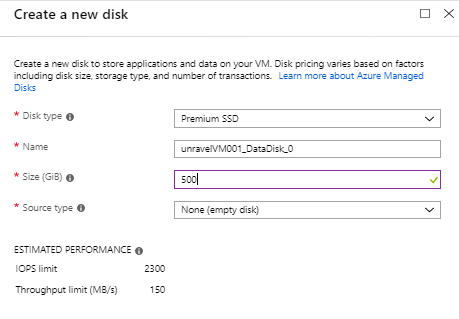 Create a new disk
Create a new disk to store applications and data on your VM. Disk pricing varies based on factors
including disk size, storage type, and number of transactions. Learn more about Azure Managed
Disks
* Disk type
Premium SSD
* Name
unravelVM001_DataDisk_0
* Size (GiB)
500
* Source type
None (empty disk)
ESTIMATED PERFORMANCE
IOPS limit 2300
Throughput limit (MB/s) 150